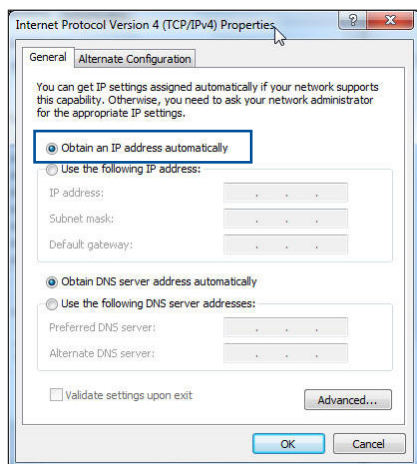 Internet Protocol Version 4 (TCP/IPv4) Properties
General
Alternate Configuration
You can get IP settings assigned automatically if your network supports
this capability. Otherwise, you need to ask your network administrator
for the appropriate IP settings.
Obtain an IP address automatically
Use the following IP address:
IP address:
Subnet mask:
Default gateway:
Obtain DNS server address automatically
Use the following DNS server addresses:
Preferred DNS server:
Alternate DNS server:
Validate settings upon exit
Advanced...
OK
Cancel